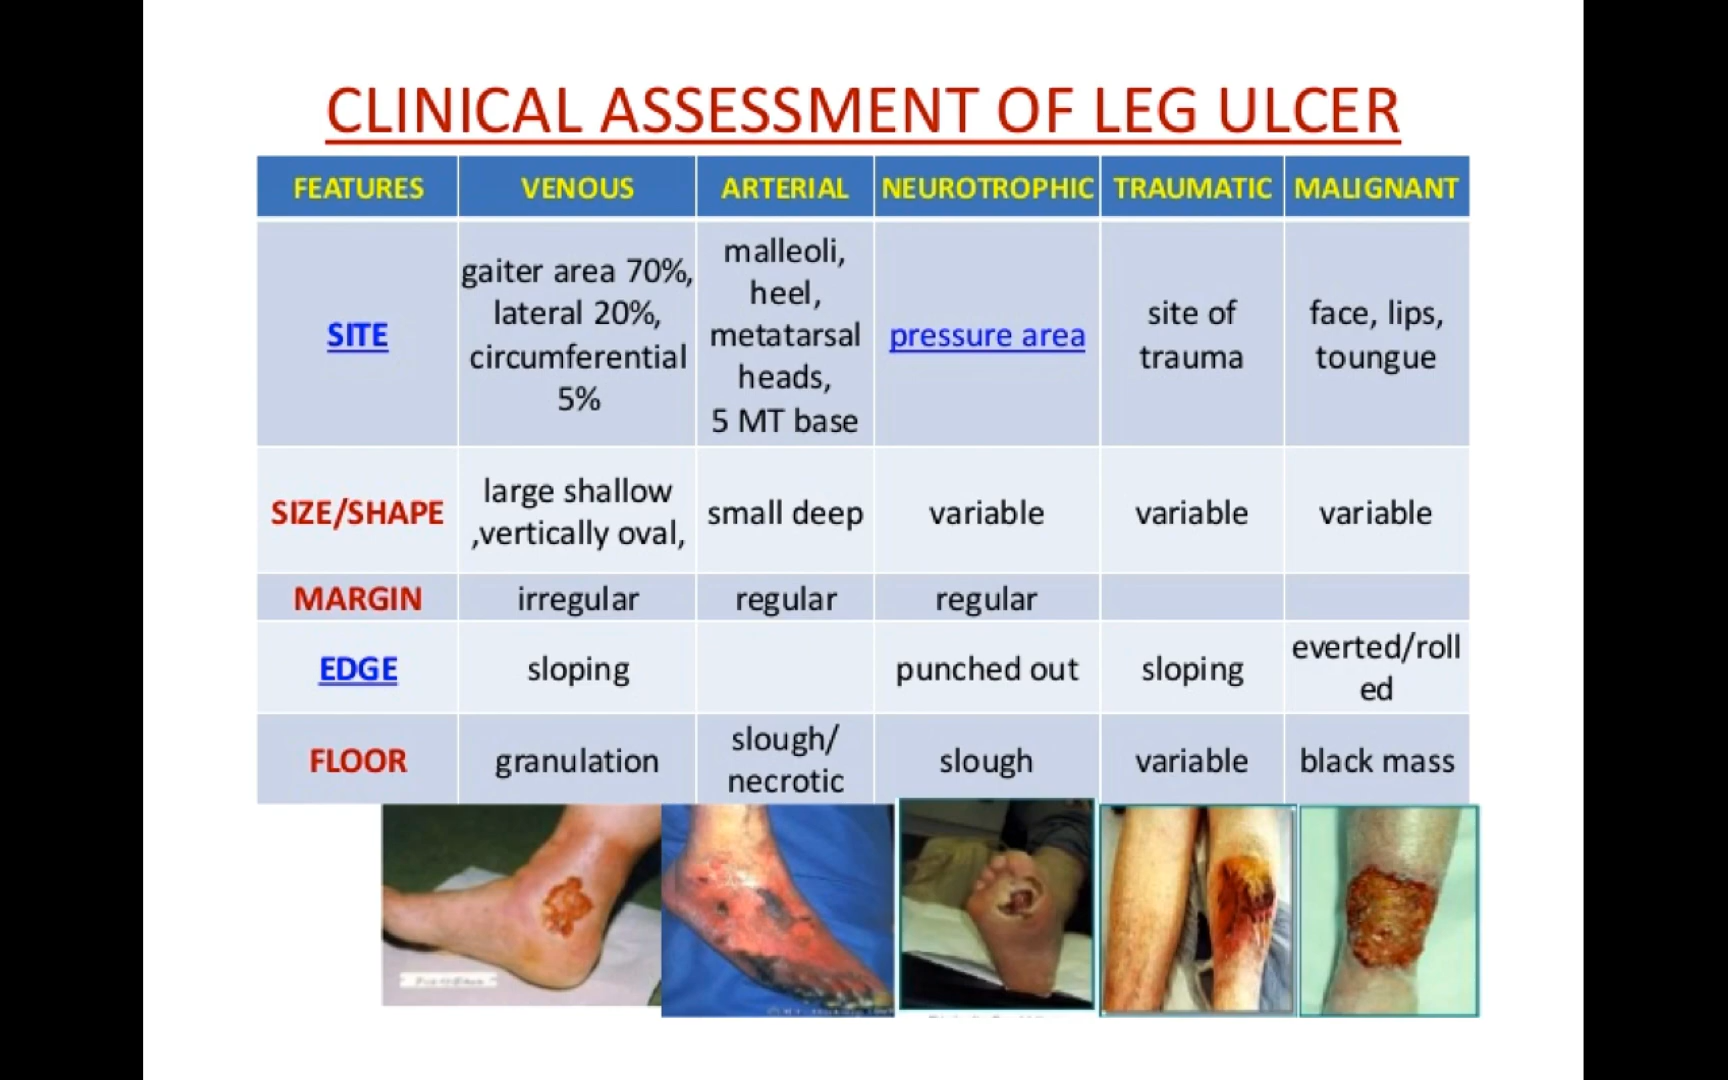 CLINICAL ASSESSMENT OF LEG ULCER
FEATURES VENOUS ARTERIAL NEUROTROPHIC TRAUMATIC MALIGNANT
SITE
gaiter area 70%,
lateral 20%,
circumferential
5%
malleoli,
heel,
metatarsal
heads,
5 MT base
pressure area
site of
trauma
face, lips,
toungue
SIZE/SHAPE
large shallow
,vertically oval,
small deep
variable
variable
variable
MARGIN irregular regular regular
EDGE
sloping
punched out
sloping
everted/roll
ed
FLOOR
granulation
slough/
necrotic
slough
variable
black mass